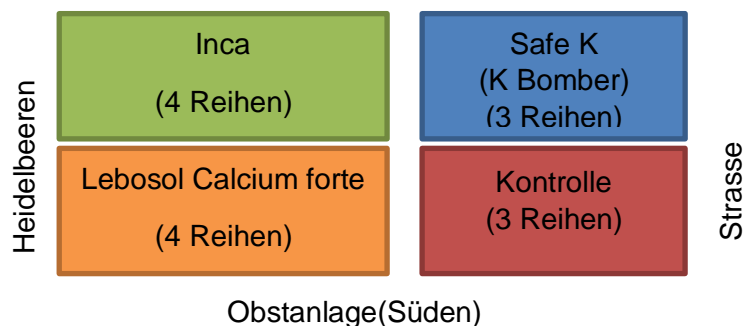 Heidelbeeren
Inca
(4 Reihen)
Safe K
(K Bomber)
(3 Reihen)
Lebosol Calcium forte
(4 Reihen)
Kontrolle
(3 Reihen)
Strasse
Obstanlage(Süden)